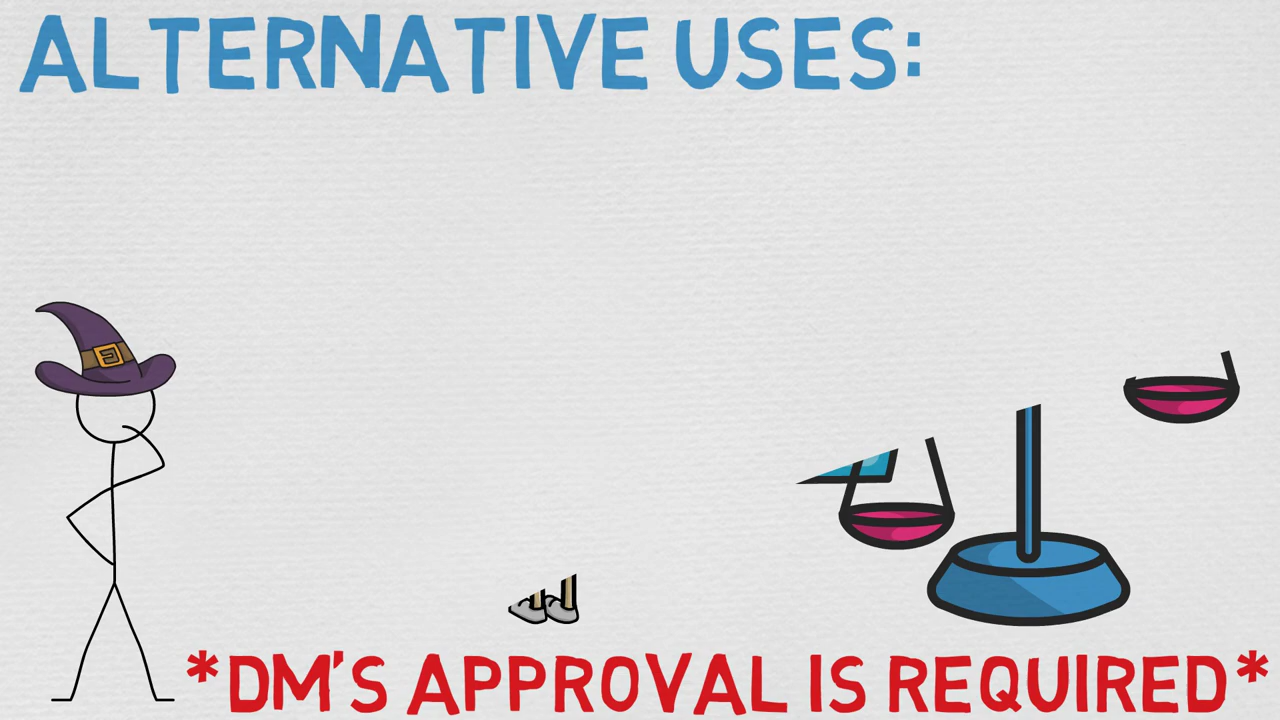 ALTERNATIVE USES:
*DM'S APPROVAL IS REQUIRED*